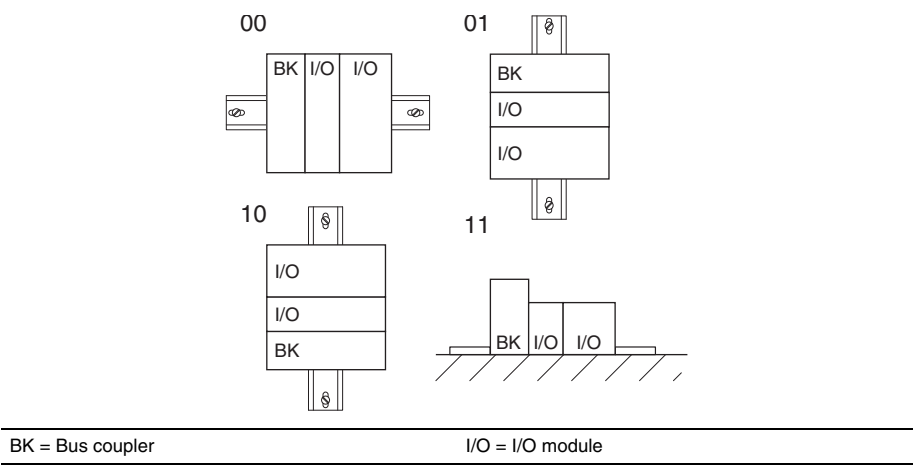 00
BK I/O I/O
01
BK
I/O
I/O
10
I/O
I/O
BK
11
BK I/O I/O
BK = Bus coupler
I/O = I/O module